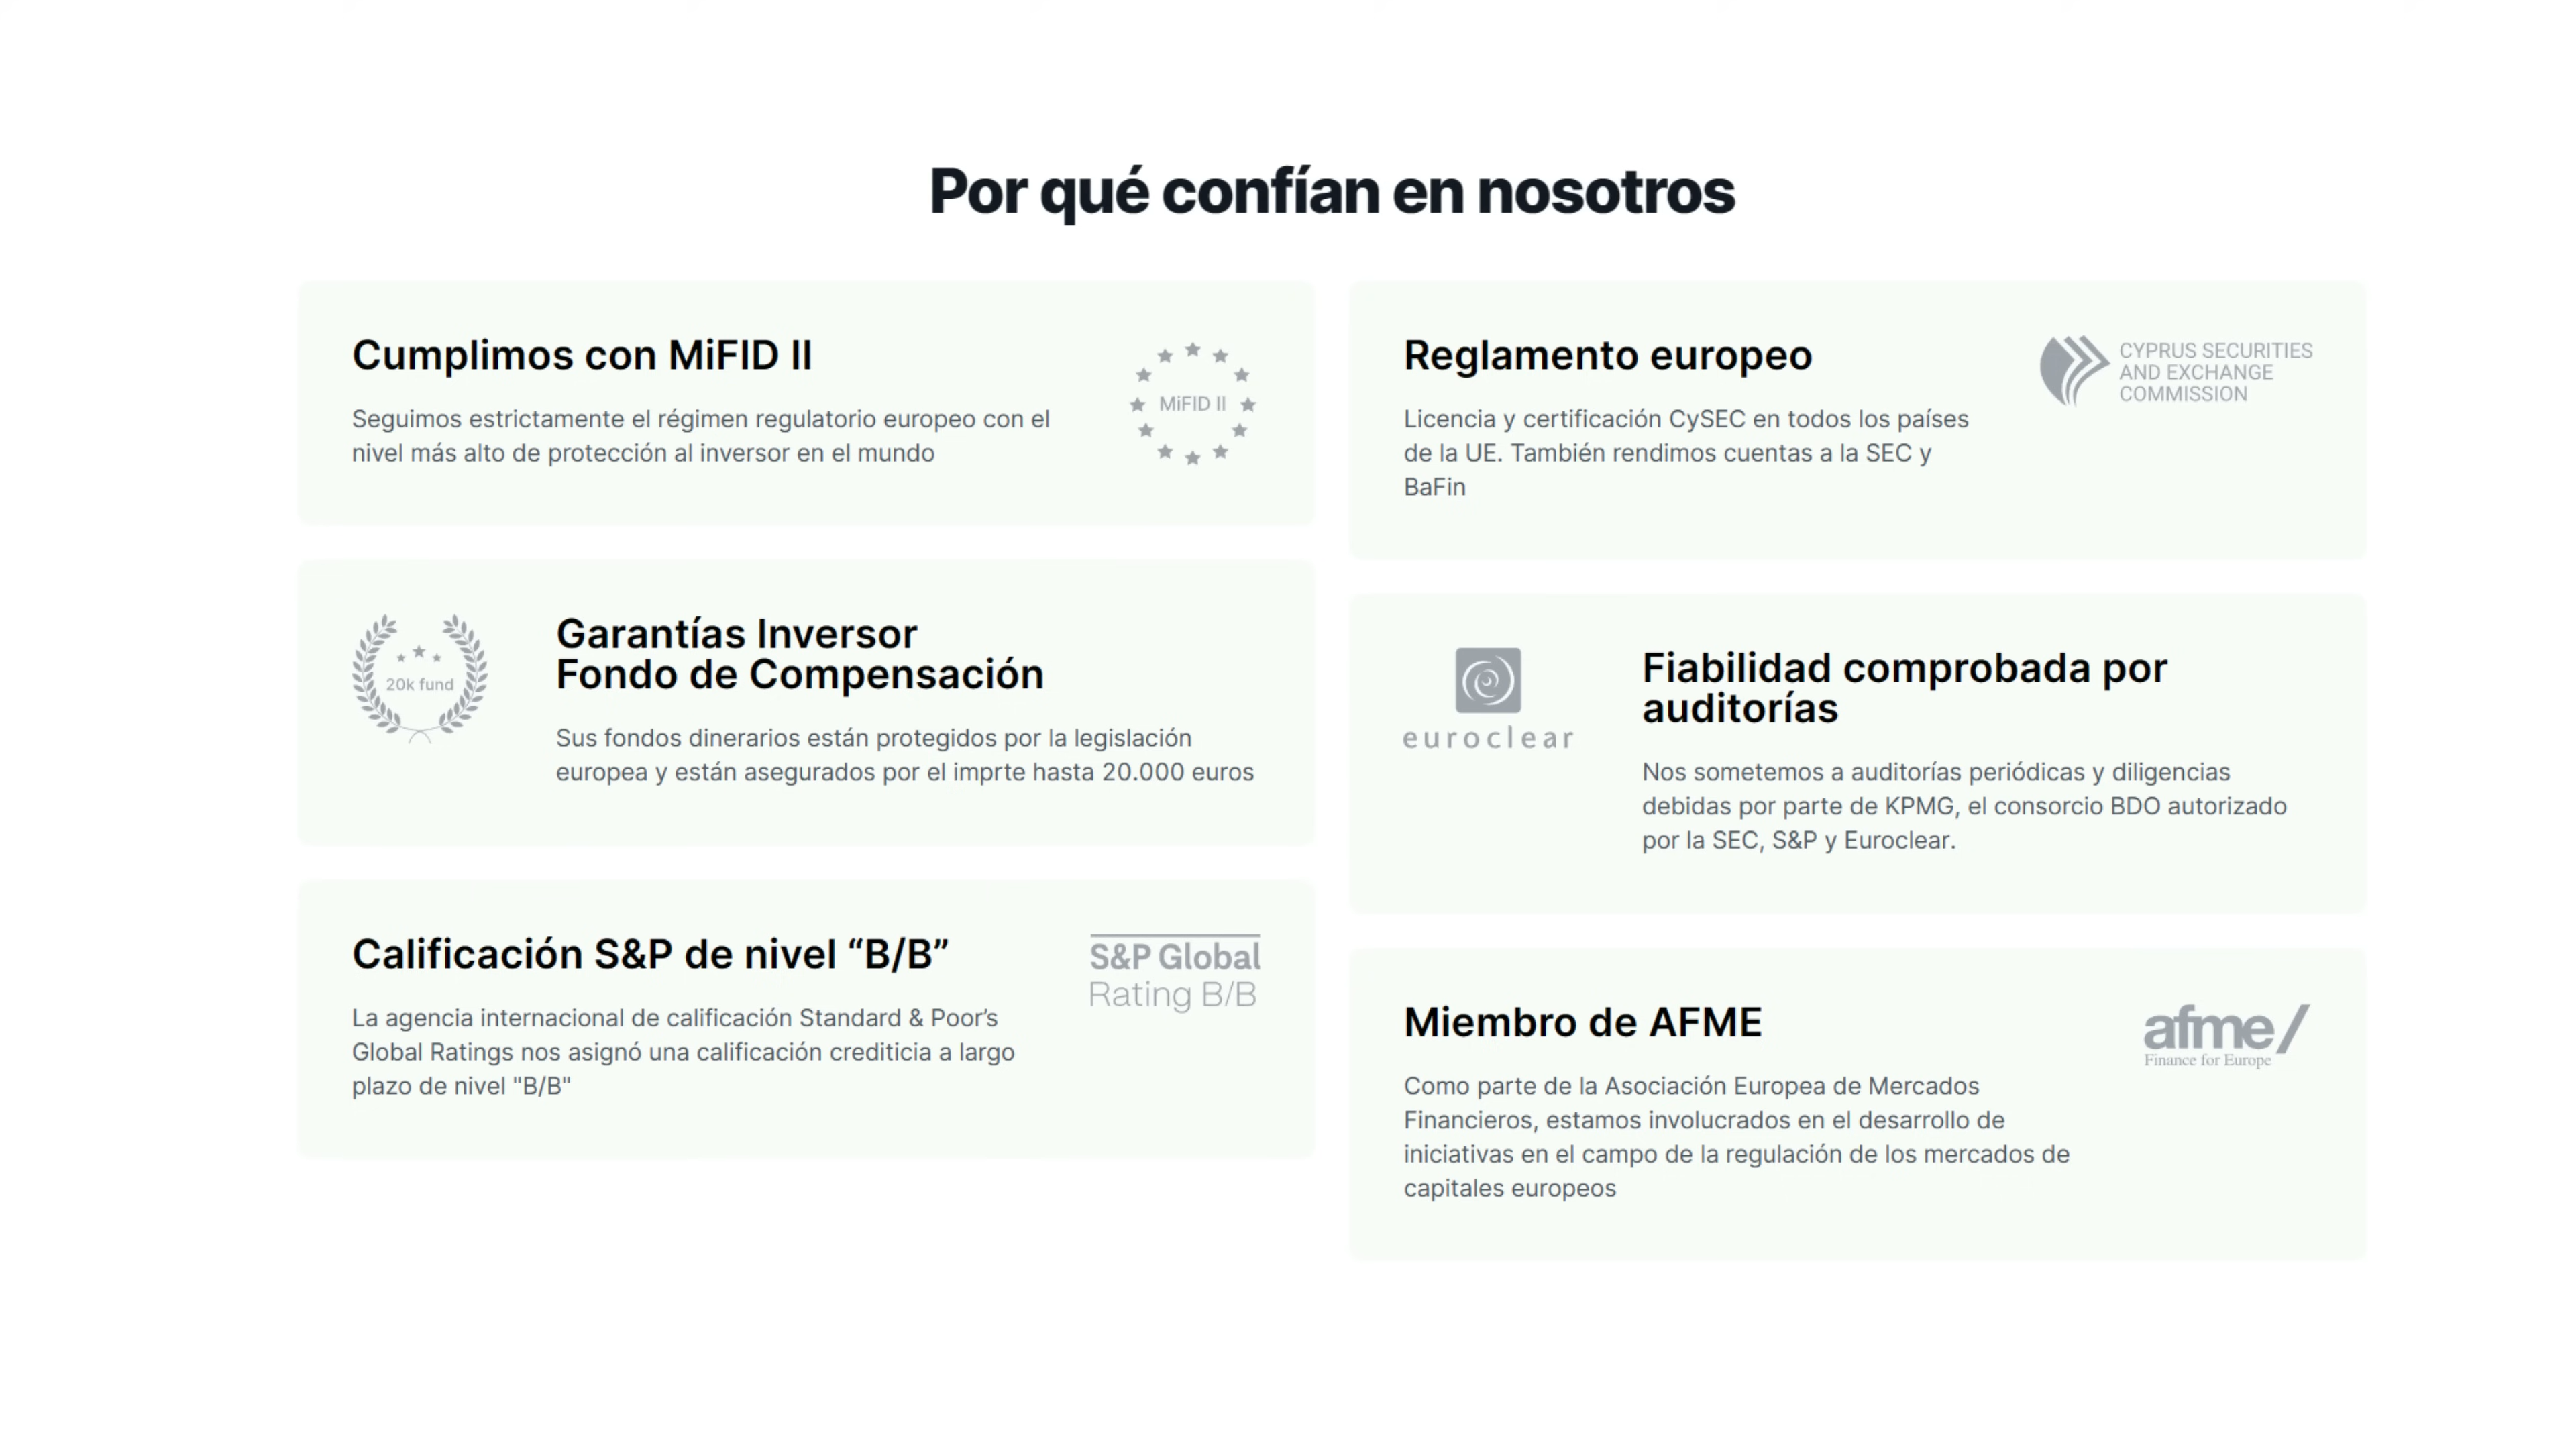 Por qué confían en nosotros
Cumplimos con MiFID II
Seguimos estrictamente el régimen regulatorio europeo con el
nivel más alto de protección al inversor en el mundo
MiFID II
20k fund
Garantías Inversor
Fondo de Compensación
Sus fondos dinerarios están protegidos por la legislación
europea y están asegurados por el imprte hasta 20.000 euros
Calificación S&P de nivel “B/B”
La agencia internacional de calificación Standard & Poor’s
Global Ratings nos asignó una calificación crediticia a largo
plazo de nivel "B/B"
S&P Global
Rating B/B
Reglamento europeo
Licencia y certificación CySEC en todos los países
de la UE. También rendimos cuentas a la SEC y
BaFin
CYPRUS SECURITIES
AND EXCHANGE
COMMISSION
euroclear
Fiabilidad comprobada por
auditorías
Nos sometemos a auditorías periódicas y diligencias
debidas por parte de KPMG, el consorcio BDO autorizado
por la SEC, S&P y Euroclear.
Miembro de AFME
Como parte de la Asociación Europea de Mercados
Financieros, estamos involucrados en el desarrollo de
iniciativas en el campo de la regulación de los mercados de
capitales europeos
afme/
Finance for Europe